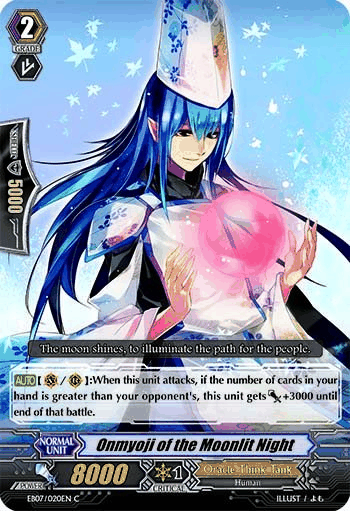 2
GRADE
SHIELD
5000
The moon shines, to illuminate the path for the people.
AUTO [ / ]:When this unit attacks, if the number of cards in your
hand is greater than your opponent's, this unit gets +3000 until
end of that battle.
NORMAL
UNIT
Onmyoji of the Moonlit Night
POWER
8000
1
CRITICAL
Oracle Think Tank
Human
EB07/020EN C
ILLUST / よも